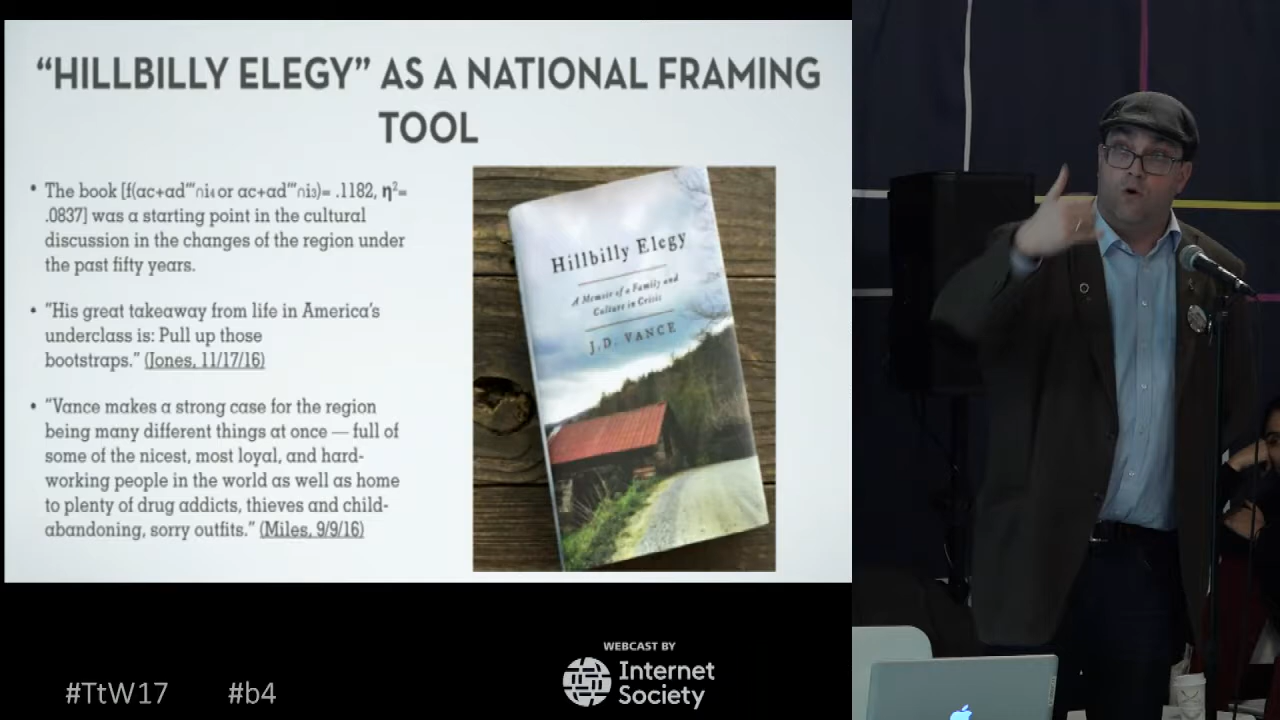 “HILLBILLY ELEGY” AS A NATIONAL FRAMING
TOOL
• The book [f(ac+ad‴∩i4 or ac+ad‴∩i3)= .1182, η²=
.0837] was a starting point in the cultural
discussion in the changes of the region under
the past fifty years.
• “His great takeaway from life in America’s
underclass is: Pull up those
bootstraps.” (Jones, 11/17/16)
• “Vance makes a strong case for the region
being many different things at once — full of
some of the nicest, most loyal, and hard-
working people in the world as well as home
to plenty of drug addicts, thieves and child-
abandoning, sorry outfits.” (Miles, 9/9/16)
Hillbilly Elegy
A Memoir of a Family and
Culture in Crisis
J.D. VANCE
#TtW17 #b4
WEBCAST BY
Internet
Society